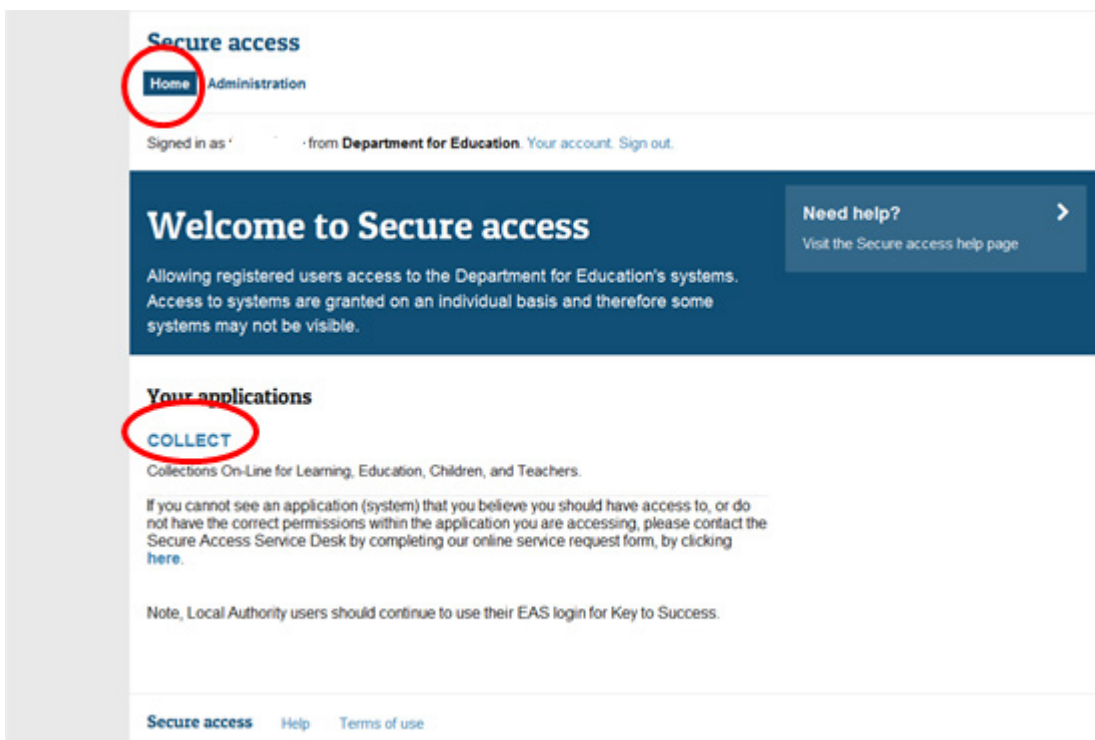 Secure access
Home Administration
Signed in as from Department for Education. Your account. Sign out.
Welcome to Secure access
Allowing registered users access to the Department for Education's systems.
Access to systems are granted on an individual basis and therefore some
systems may not be visible.
Need help?
Visit the Secure access help page
Your applications
COLLECT
Collections On-Line for Learning, Education, Children, and Teachers.
If you cannot see an application (system) that you believe you should have access to, or do
not have the correct permissions within the application you are accessing, please contact the
Secure Access Service Desk by completing our online service request form, by clicking
here.
Note, Local Authority users should continue to use their EAS login for Key to Success.
Secure access Help Terms of use